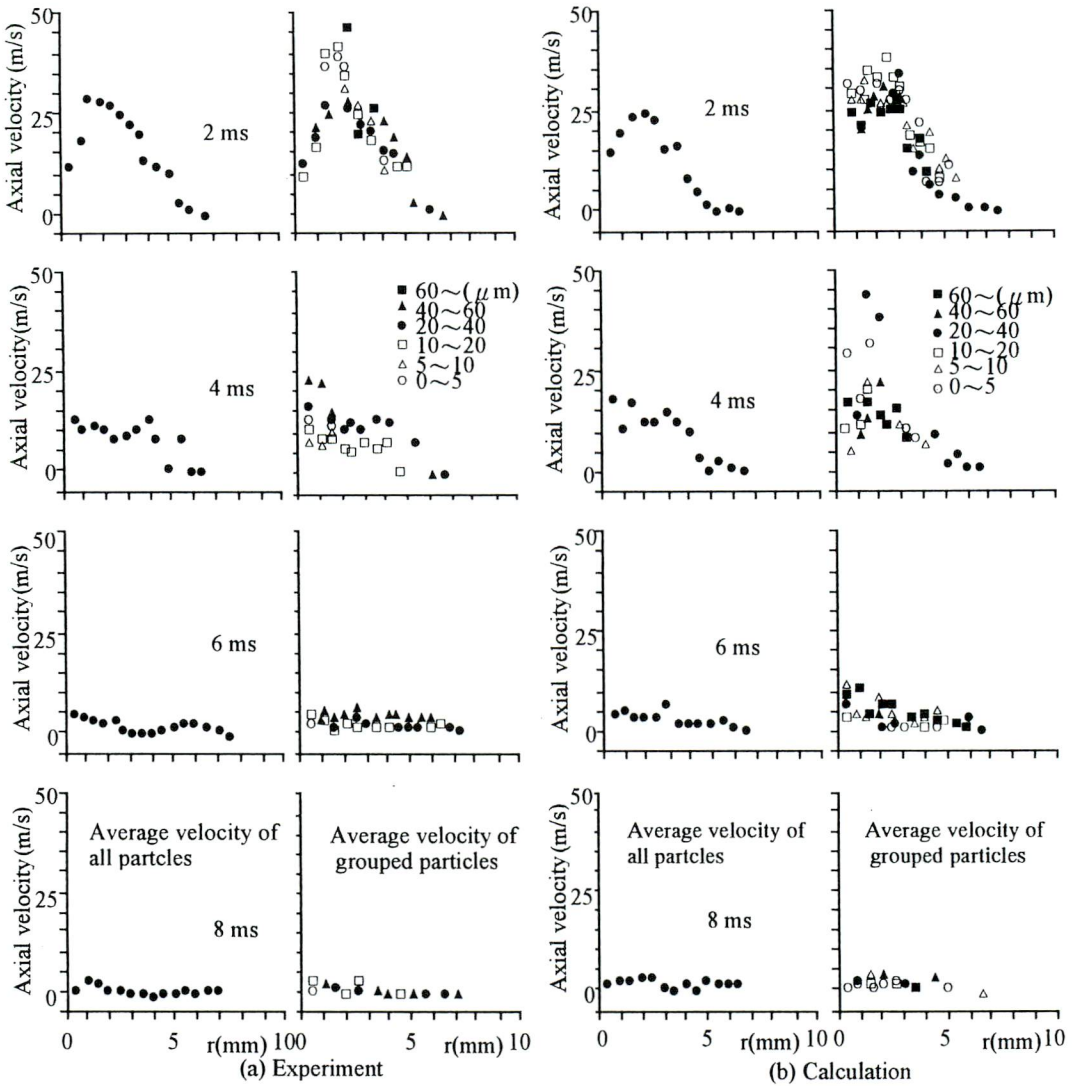 50
Axial velocity (m/s)
25
0
2 ms
50
Axial velocity (m/s)
25
0
2 ms
50
Axial velocity(m/s)
25
0
4 ms
60~(μm)
40~60
20~40
10~20
5~10
0~5
50
Axial velocity(m/s)
25
0
4 ms
60~(μm)
40~60
20~40
10~20
5~10
0~5
50
Axial velocity(m/s)
25
0
6 ms
50
Axial velocity(m/s)
25
0
6 ms
50
Axial velocity(m/s)
25
0
Average velocity of
all partcles
8 ms
Average velocity of
grouped particles
50
Axial velocity(m/s)
25
0
Average velocity of
all partcles
8 ms
Average velocity of
grouped particles
0 5 r(mm) 100 5 r(mm) 10
0 5 r(mm) 100 5 r(mm) 10
(a) Experiment
(b) Calculation